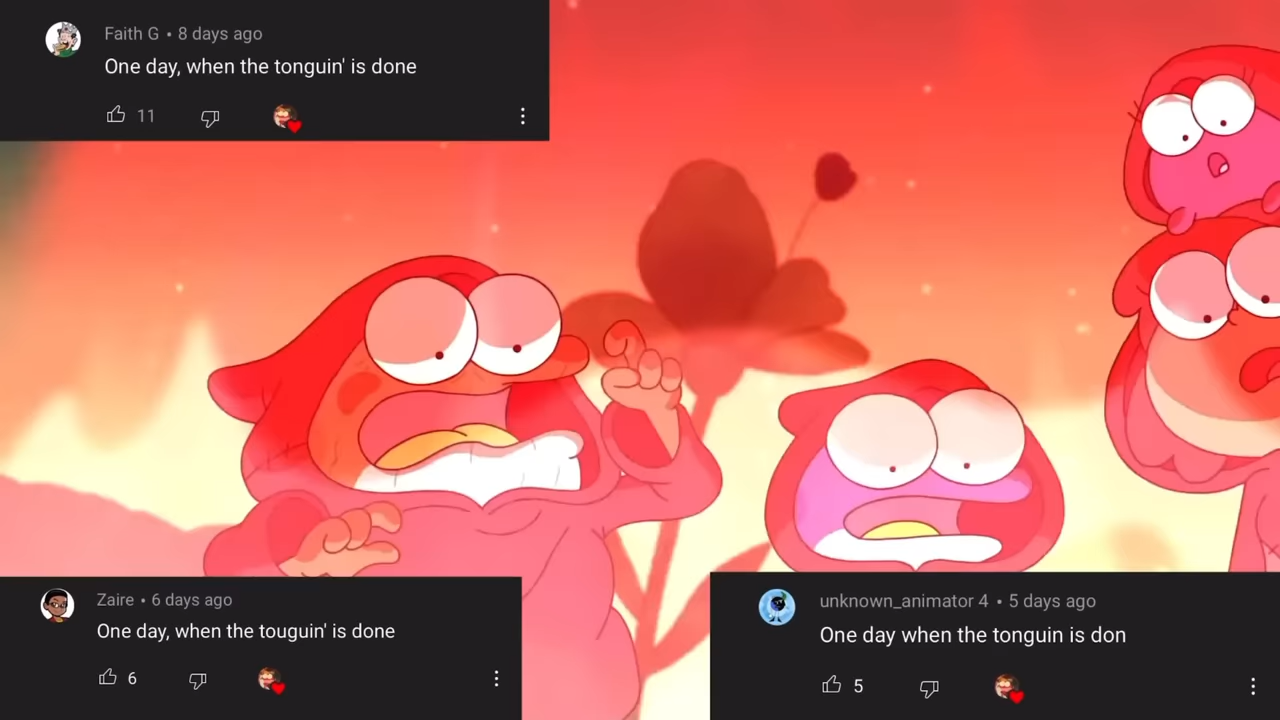 Faith G • 8 days ago
One day, when the tonguin' is done
11
Zaire • 6 days ago
One day, when the touguin' is done
6
unknown_animator 4 • 5 days ago
One day when the tonguin is don
5